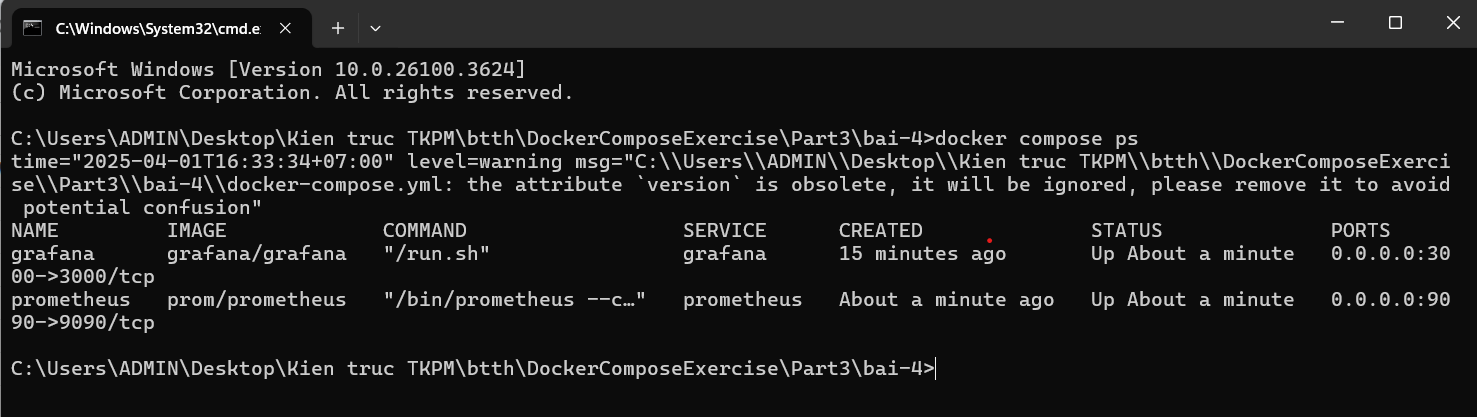 C:\Windows\System32\cmd.e
Microsoft Windows [Version 10.0.26100.3624]
(c) Microsoft Corporation. All rights reserved.
C:\Users\ADMIN\Desktop\Kien truc TKPM\btth\DockerComposeExercise\Part3\bai-4>docker compose ps
time="2025-04-01T16:33:34+07:00" level=warning msg="C:\\Users\\ADMIN\\Desktop\\Kien truc TKPM\\btth\\DockerComposeExerci
se\\Part3\\bai-4\\docker-compose.yml: the attribute `version` is obsolete, it will be ignored, please remove it to avoid
 potential confusion"
NAME         IMAGE             COMMAND                  SERVICE      CREATED              STATUS              PORTS
grafana      grafana/grafana   "/run.sh"                grafana      15 minutes ago       Up About a minute   0.0.0.0:30
00->3000/tcp
prometheus   prom/prometheus   "/bin/prometheus --c…"   prometheus   About a minute ago   Up About a minute   0.0.0.0:90
90->9090/tcp
C:\Users\ADMIN\Desktop\Kien truc TKPM\btth\DockerComposeExercise\Part3\bai-4>